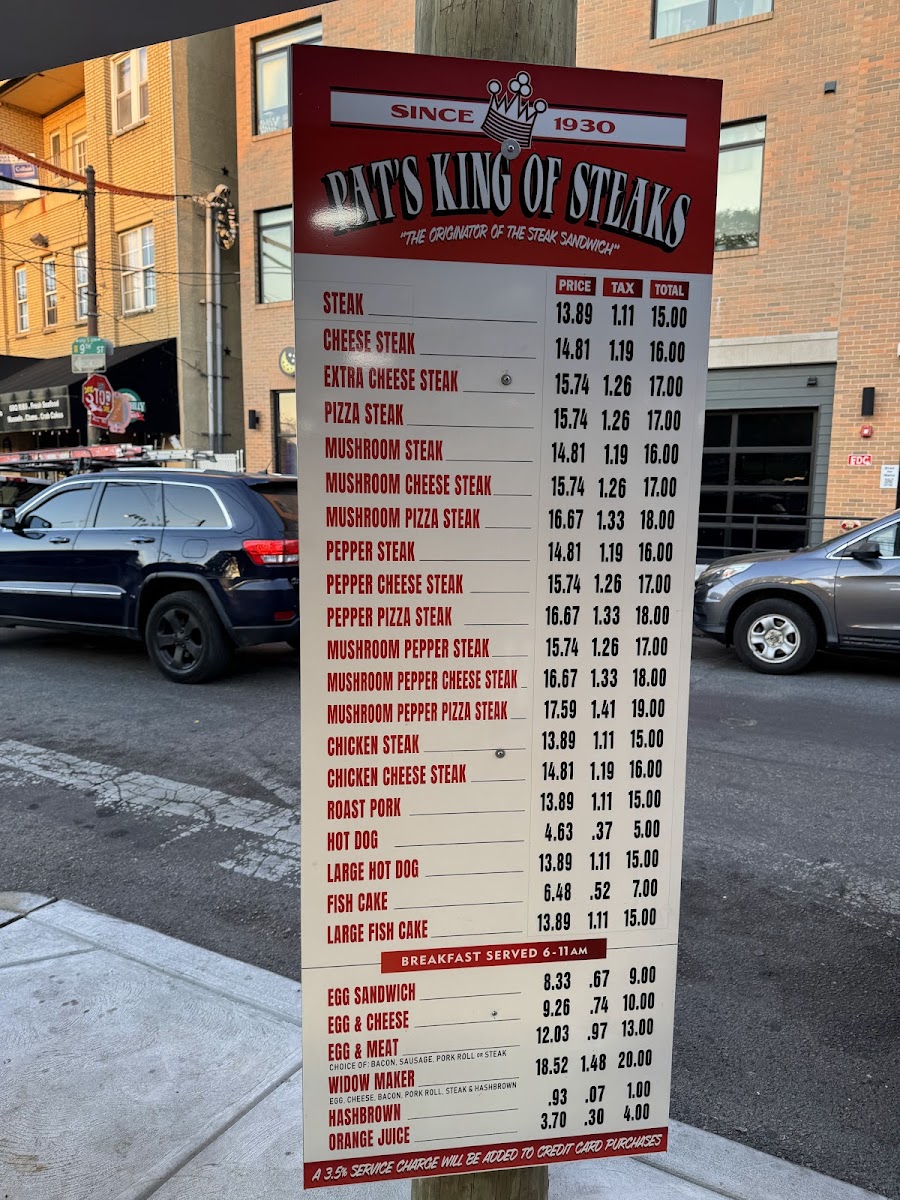 SINCE 1930
PAT'S KING OF STEAKS
"THE ORIGINATOR OF THE STEAK SANDWICH"
PRICE TAX TOTAL
STEAK 13.89 1.11 15.00
CHEESE STEAK 14.81 1.19 16.00
EXTRA CHEESE STEAK 15.74 1.26 17.00
PIZZA STEAK 15.74 1.26 17.00
MUSHROOM STEAK 14.81 1.19 16.00
MUSHROOM CHEESE STEAK 15.74 1.26 17.00
MUSHROOM PIZZA STEAK 16.67 1.33 18.00
PEPPER STEAK 14.81 1.19 16.00
PEPPER CHEESE STEAK 15.74 1.26 17.00
PEPPER PIZZA STEAK 16.67 1.33 18.00
MUSHROOM PEPPER STEAK 15.74 1.26 17.00
MUSHROOM PEPPER CHEESE STEAK 16.67 1.33 18.00
MUSHROOM PEPPER PIZZA STEAK 17.59 1.41 19.00
CHICKEN STEAK 13.89 1.11 15.00
CHICKEN CHEESE STEAK 14.81 1.19 16.00
ROAST PORK 13.89 1.11 15.00
HOT DOG 4.63 .37 5.00
LARGE HOT DOG 13.89 1.11 15.00
FISH CAKE 6.48 .52 7.00
LARGE FISH CAKE 13.89 1.11 15.00
BREAKFAST SERVED 6-11 AM
EGG SANDWICH 8.33 .67 9.00
EGG & CHEESE 9.26 .74 10.00
EGG & MEAT 12.03 .97 13.00
CHOICE OF: BACON, SAUSAGE, PORK ROLL OR STEAK
WIDOW MAKER 18.52 1.48 20.00
EGG, CHEESE, BACON, PORK ROLL, STEAK & HASHBROWN
HASHBROWN .93 .07 1.00
ORANGE JUICE 3.70 .30 4.00
A 3.5% SERVICE CHARGE WILL BE ADDED TO CREDIT CARD PURCHASES
9TH ST
STOP
FDC